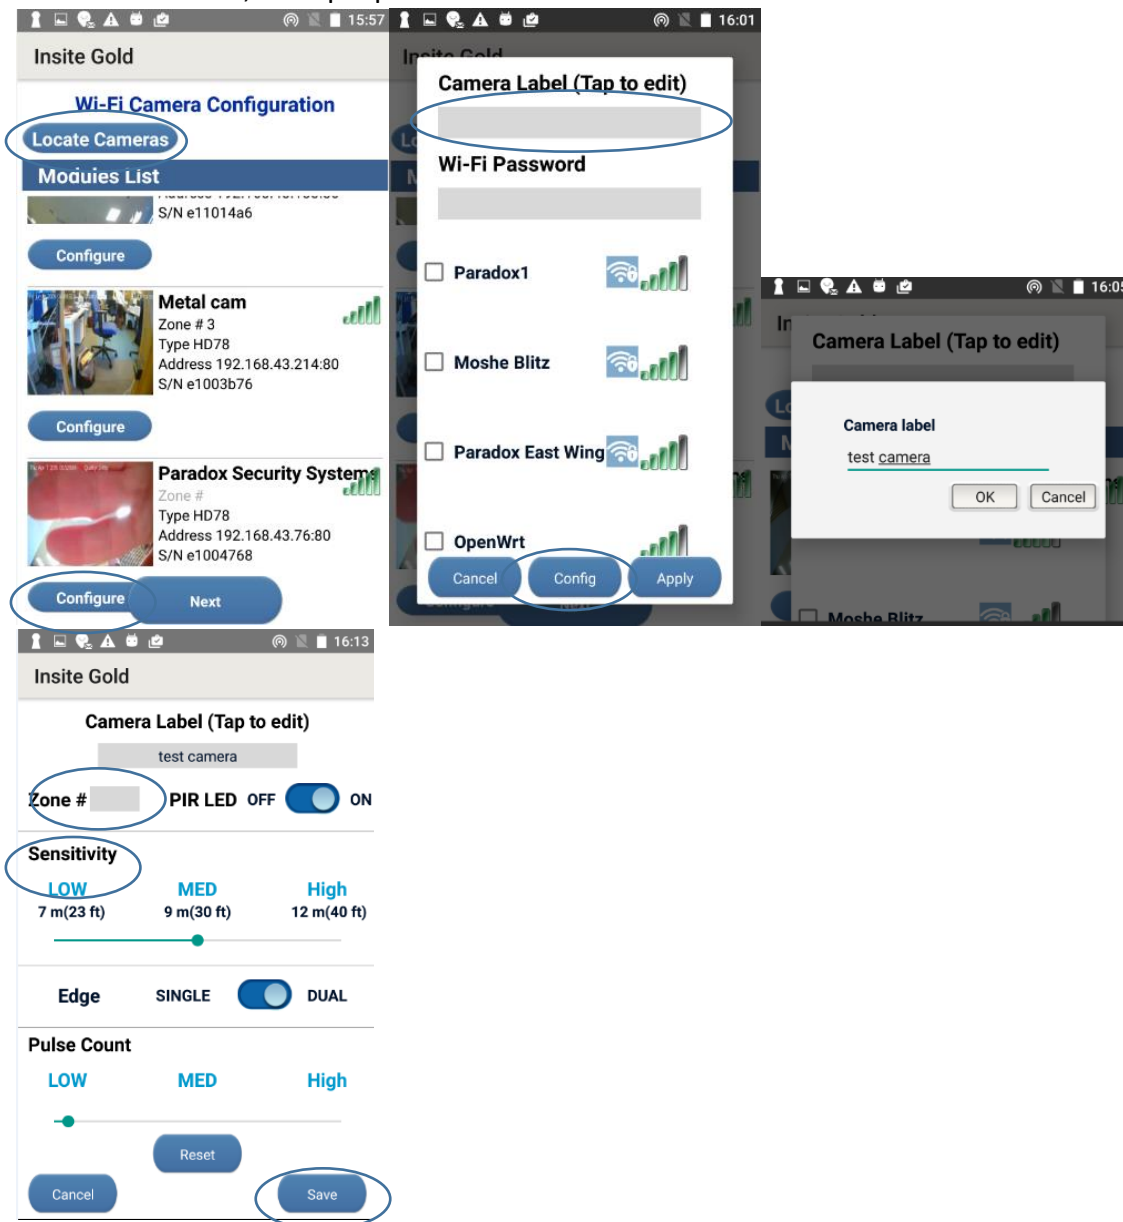 15:57
Insite Gold
Wi-Fi Camera Configuration
Locate Cameras
Modules List
S/N e11014a6
Configure
Metal cam
Zone # 3
Type HD78
Address 192.168.43.214:80
S/N e1003b76
Configure
Paradox Security Systems
Zone #
Type HD78
Address 192.168.43.76:80
S/N e1004768
Configure
Next
16:01
Insite Gold
Camera Label (Tap to edit)
Wi-Fi Password
Paradox1
Moshe Blitz
Paradox East Wing
OpenWrt
Cancel Config Apply
16:05
Camera Label (Tap to edit)
Camera label
test camera
OK Cancel
Moshe Blitz
16:13
Insite Gold
Camera Label (Tap to edit)
test camera
Zone # PIR LED OFF ON
Sensitivity
LOW MED High
7 m(23 ft) 9 m(30 ft) 12 m(40 ft)
Edge SINGLE DUAL
Pulse Count
LOW MED High
Reset
Cancel Save